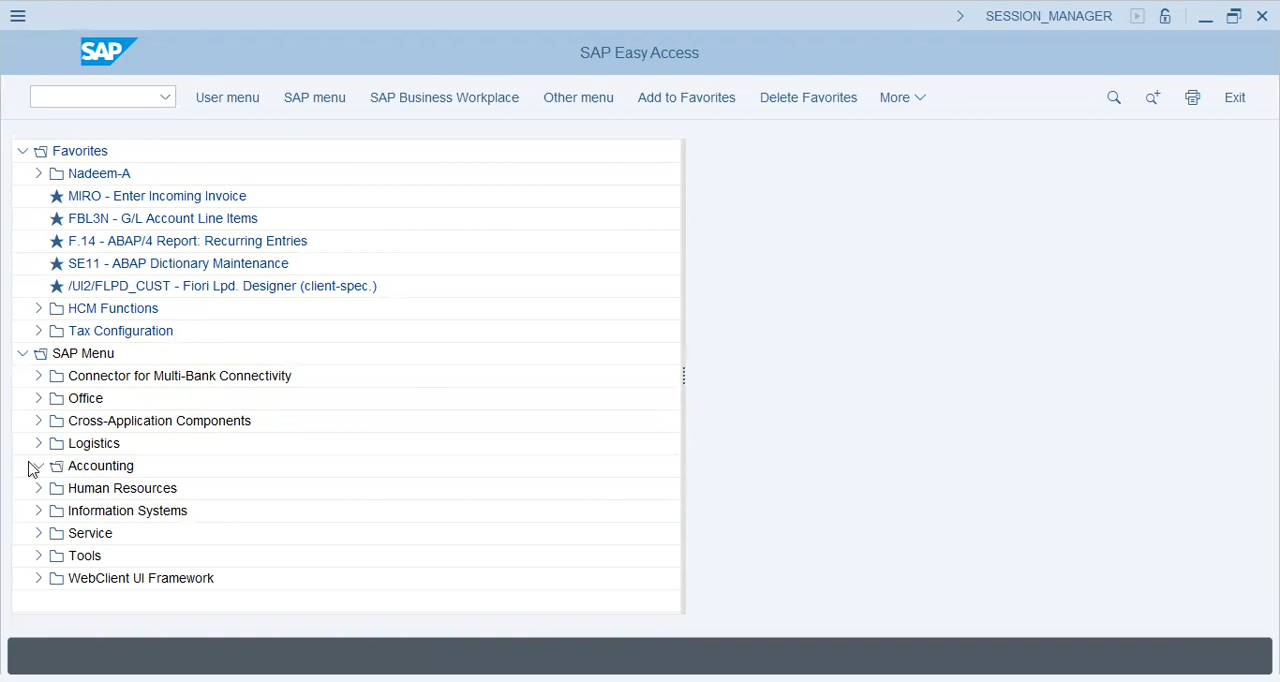 SESSION_MANAGER
SAP
SAP Easy Access
User menu SAP menu SAP Business Workplace Other menu Add to Favorites Delete Favorites More Exit
Favorites
Nadeem-A
MIRO - Enter Incoming Invoice
FBL3N - G/L Account Line Items
F.14 - ABAP/4 Report: Recurring Entries
SE11 - ABAP Dictionary Maintenance
/UI2/FLPD_CUST - Fiori Lpd. Designer (client-spec.)
HCM Functions
Tax Configuration
SAP Menu
Connector for Multi-Bank Connectivity
Office
Cross-Application Components
Logistics
Accounting
Human Resources
Information Systems
Service
Tools
WebClient UI Framework